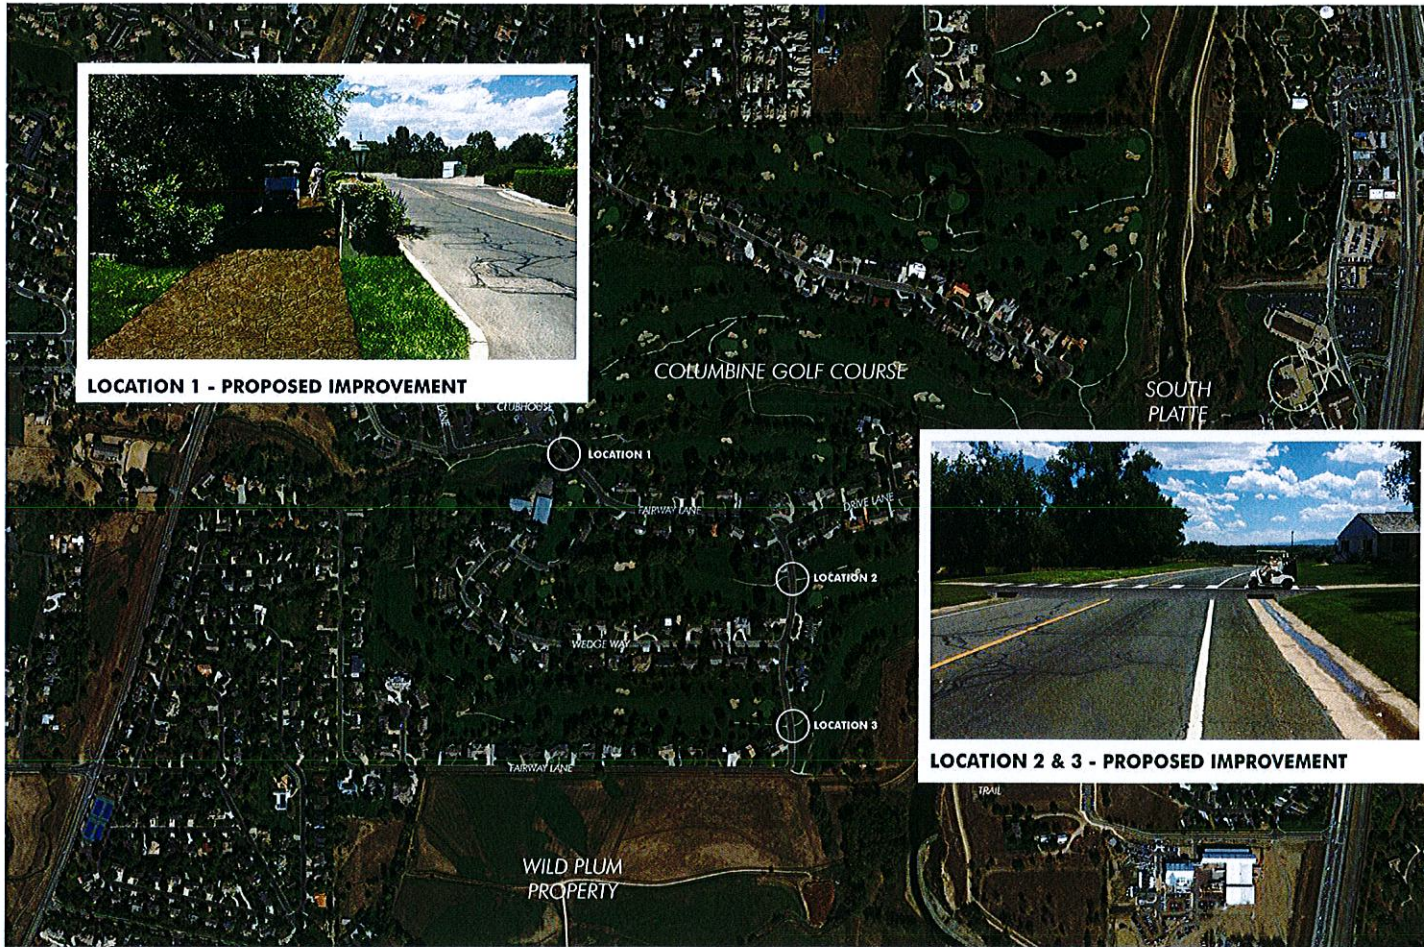 LOCATION 1 - PROPOSED IMPROVEMENT
COLUMBINE GOLF COURSE
SOUTH
PLATTE
CLUBHOUSE
LOCATION 1
FAIRWAY LANE
DRIVE LANE
LOCATION 2
WEDGE WAY
LOCATION 3
LOCATION 2 & 3 - PROPOSED IMPROVEMENT
FAIRWAY LANE
TRAIL
WILD PLUM
PROPERTY